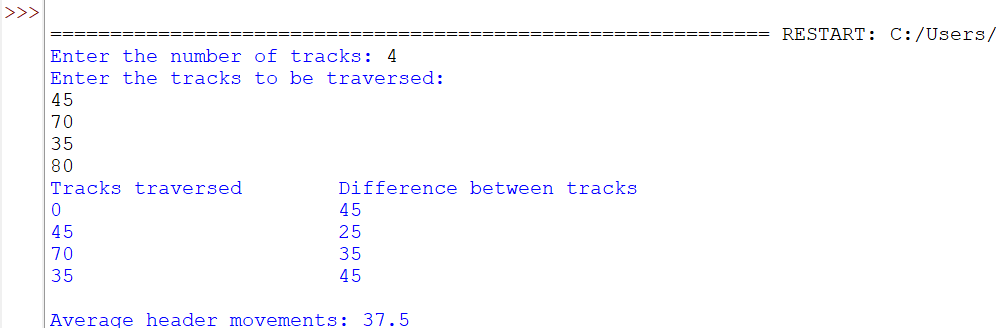 >>>
============================================================ RESTART: C:/Users/
Enter the number of tracks: 4
Enter the tracks to be traversed:
45
70
35
80
Tracks traversed        Difference between tracks
0                       45
45                      25
70                      35
35                      45
Average header movements: 37.5